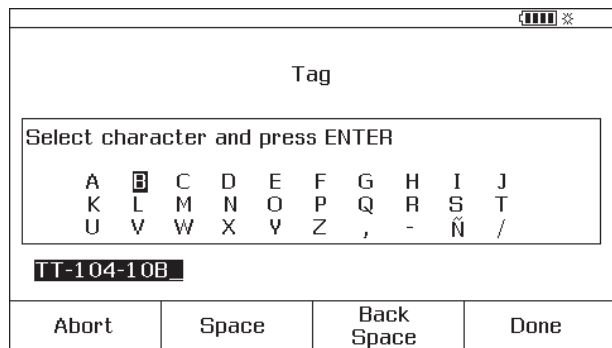 Tag
Select character and press ENTER
A B C D E F G H I J
K L M N O P Q R S T
U V W X Y Z , - Ñ /
TT-104-10B_
Abort Space Back Space Done